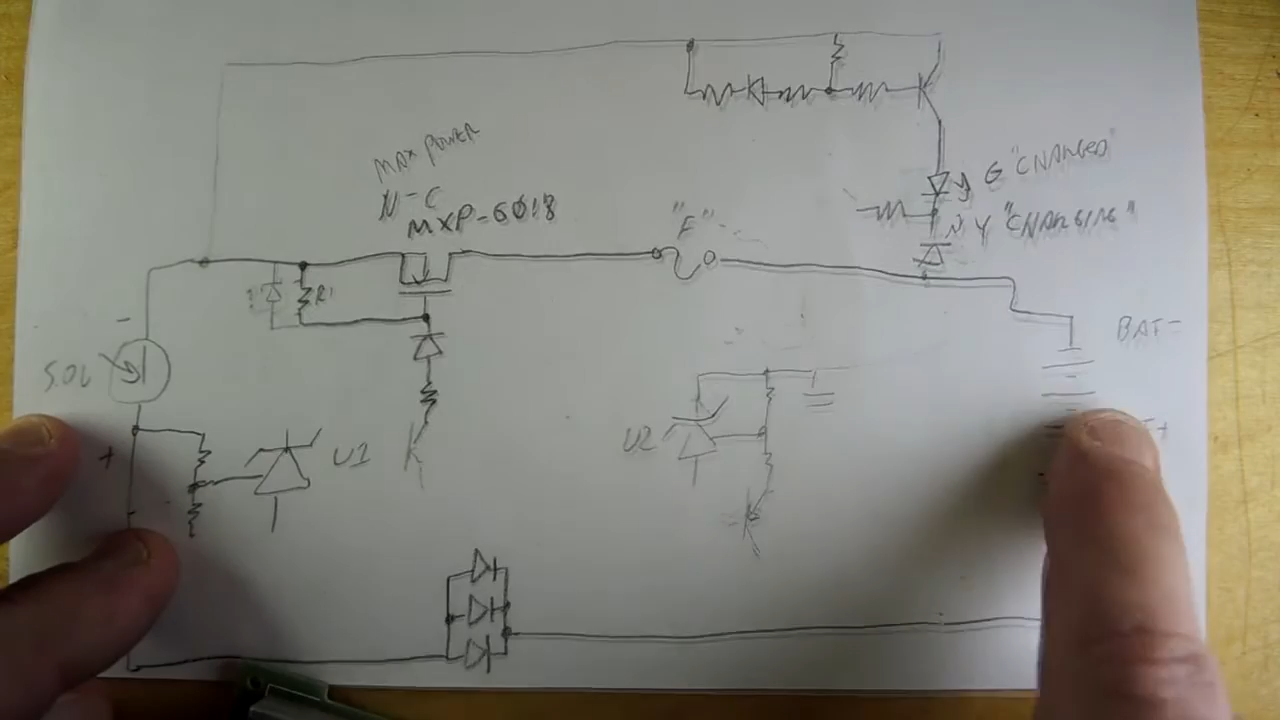 MAX POWER
N-C
MXP-6018
"F"
G "CHARGED"
Y "CHARGING"
R1
SOL
-
+
BAT-
+
U1
U2